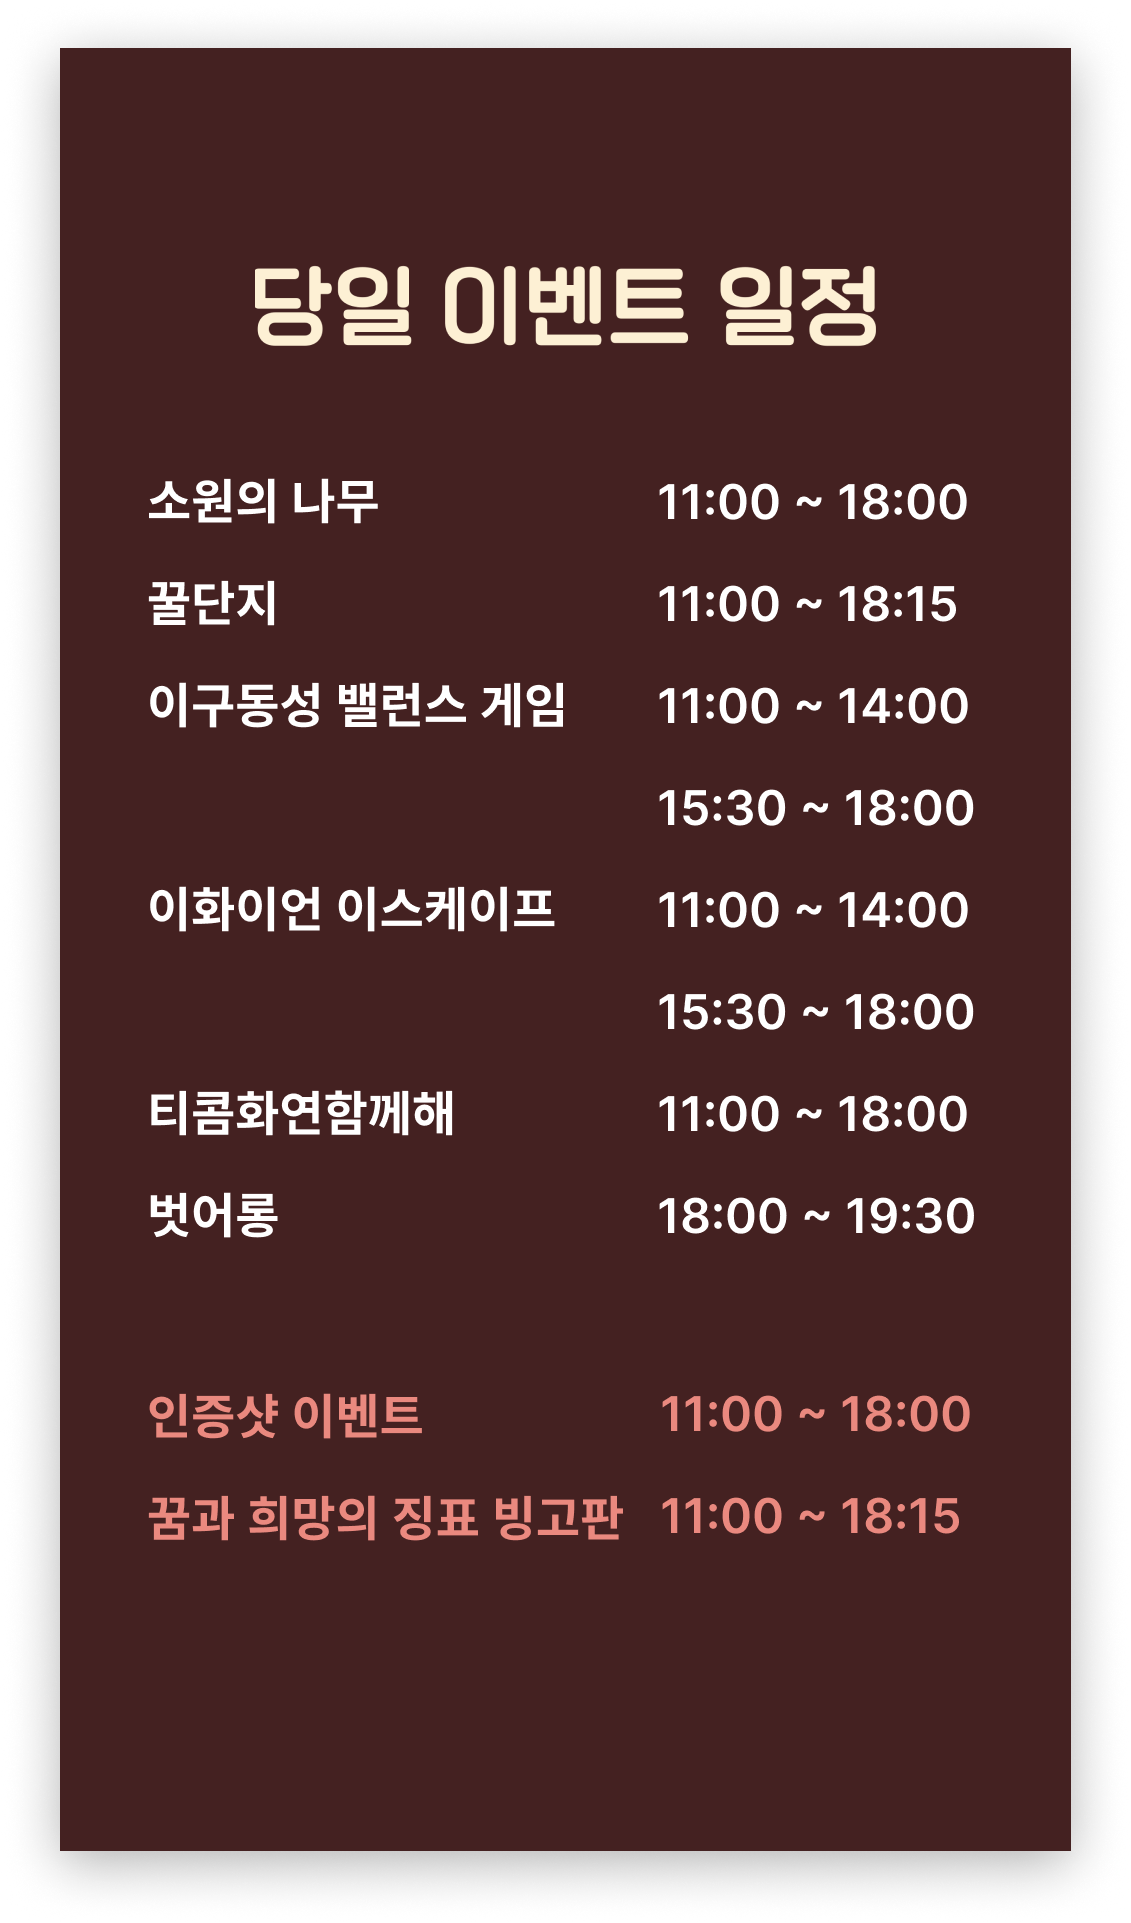 당일 이벤트 일정
소원의 나무 11:00 ~ 18:00
꿀단지 11:00 ~ 18:15
이구동성 밸런스 게임 11:00 ~ 14:00
15:30 ~ 18:00
이화이언 이스케이프 11:00 ~ 14:00
15:30 ~ 18:00
티콤화연함께해 11:00 ~ 18:00
벗어롱 18:00 ~ 19:30
인증샷 이벤트 11:00 ~ 18:00
꿈과 희망의 징표 빙고판 11:00 ~ 18:15